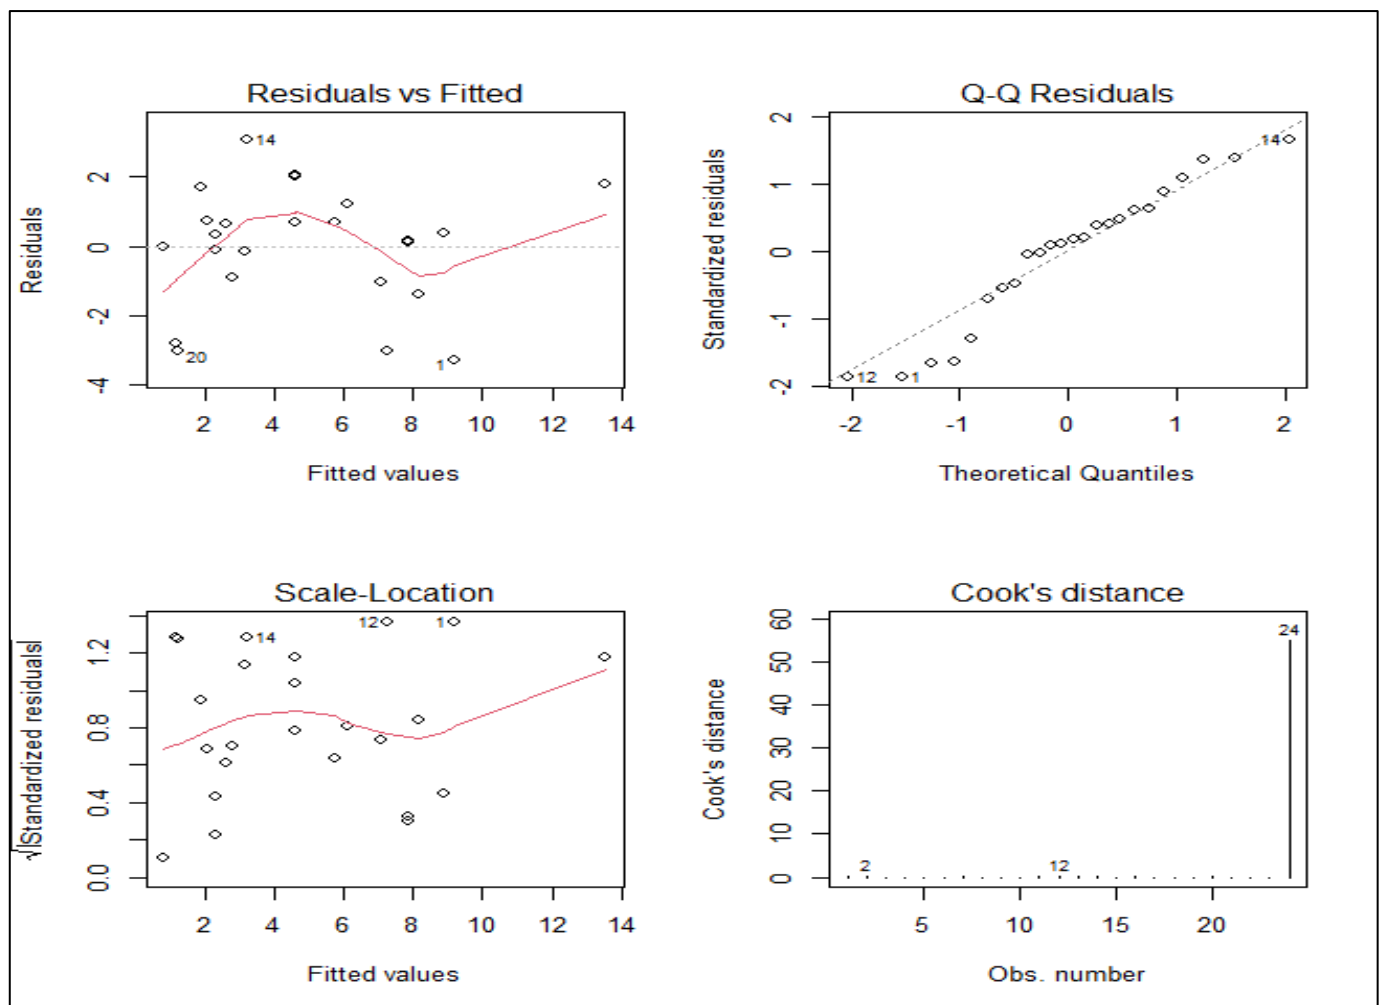 Residuals vs Fitted
Residuals
2
0
-2
-4
14
20
1
2 4 6 8 10 12 14
Fitted values
Q-Q Residuals
Standardized residuals
2
1
0
-1
-2
14
12 1
-2 -1 0 1 2
Theoretical Quantiles
Scale-Location
√|Standardized residuals|
1.2
0.8
0.4
0.0
14
12
1
2 4 6 8 10 12 14
Fitted values
Cook's distance
Cook's distance
60
50
40
30
20
10
0
24
2 12
5 10 15 20
Obs. number